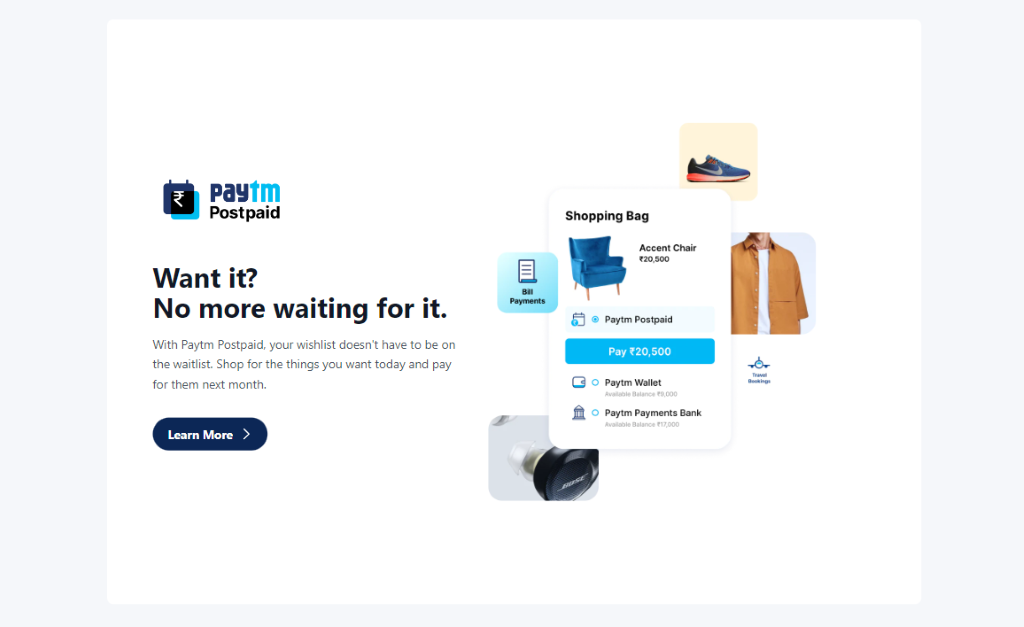 paytm
Postpaid
Want it?
No more waiting for it.
With Paytm Postpaid, your wishlist doesn't have to be on
the waitlist. Shop for the things you want today and pay
for them next month.
Learn More
Shopping Bag
Accent Chair
₹20,500
Bill
Payments
Paytm Postpaid
Pay ₹20,500
Travel
Bookings
Paytm Wallet
Available Balance ₹9,000
Paytm Payments Bank
Available Balance ₹17,000
BOSE